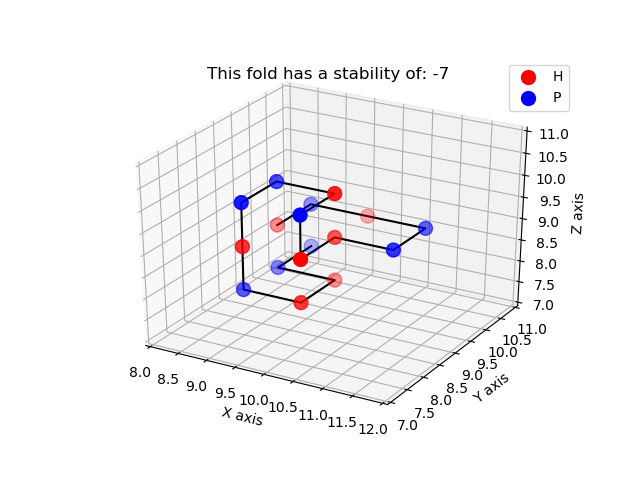 This fold has a stability of: -7
H
P
11.0
10.5
10.0
9.5
9.0
8.5
8.0
7.5
7.0
Z axis
8.0 8.5 9.0 9.5 10.0 10.5 11.0 11.5 12.0
X axis
7.0 7.5 8.0 8.5 9.0 9.5 10.0 10.5 11.0
Y axis